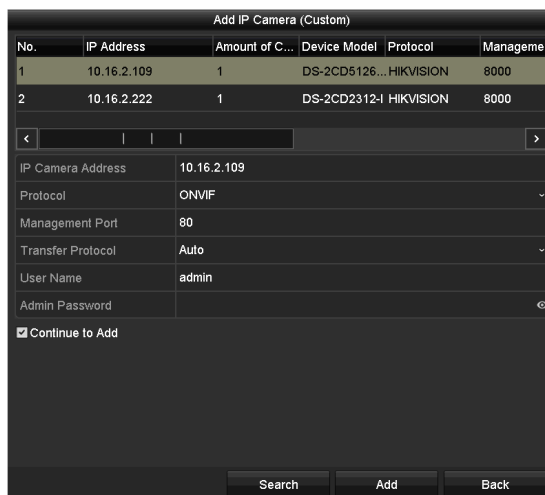 Add IP Camera (Custom)
No. IP Address Amount of C... Device Model Protocol Manageme
1 10.16.2.109 1 DS-2CD5126... HIKVISION 8000
2 10.16.2.222 1 DS-2CD2312-I HIKVISION 8000
IP Camera Address 10.16.2.109
Protocol ONVIF
Management Port 80
Transfer Protocol Auto
User Name admin
Admin Password
Continue to Add
Search Add Back